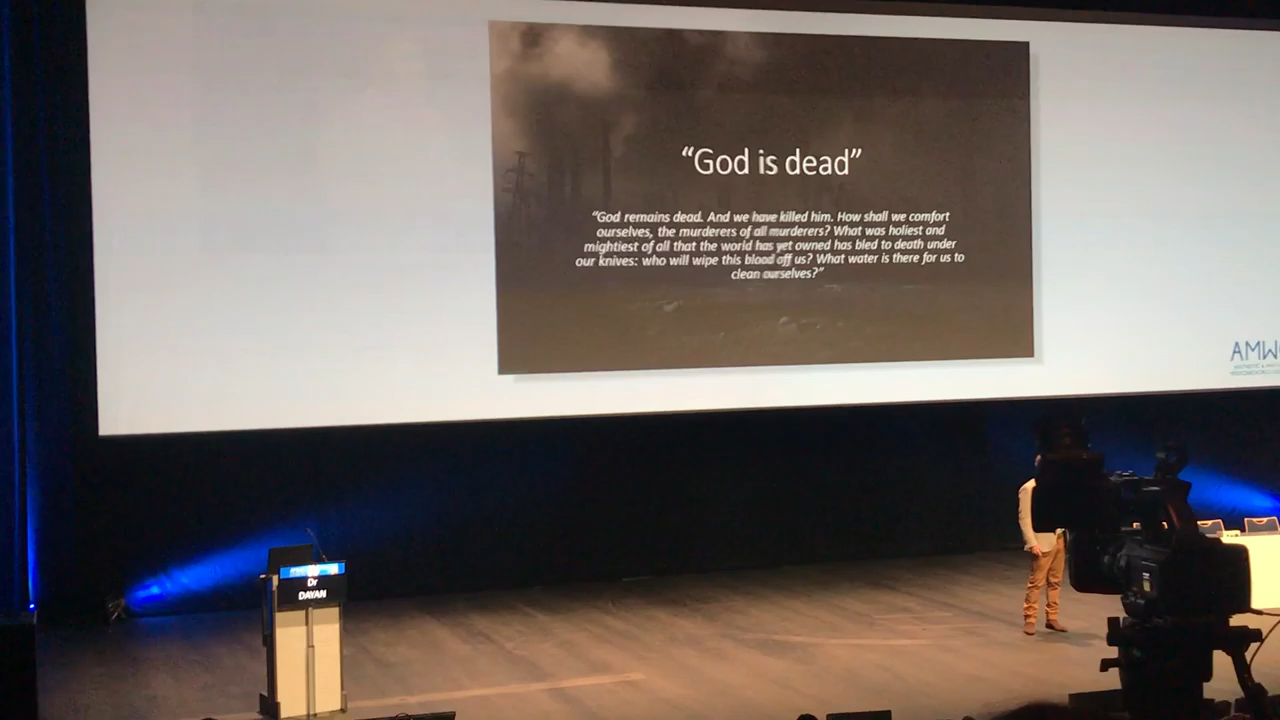 “God is dead”
“God remains dead. And we have killed him. How shall we comfort
ourselves, the murderers of all murderers? What was holiest and
mightiest of all that the world has yet owned has bled to death under
our knives: who will wipe this blood off us? What water is there for us to
clean ourselves?”
AMW
Dr
DAYAN